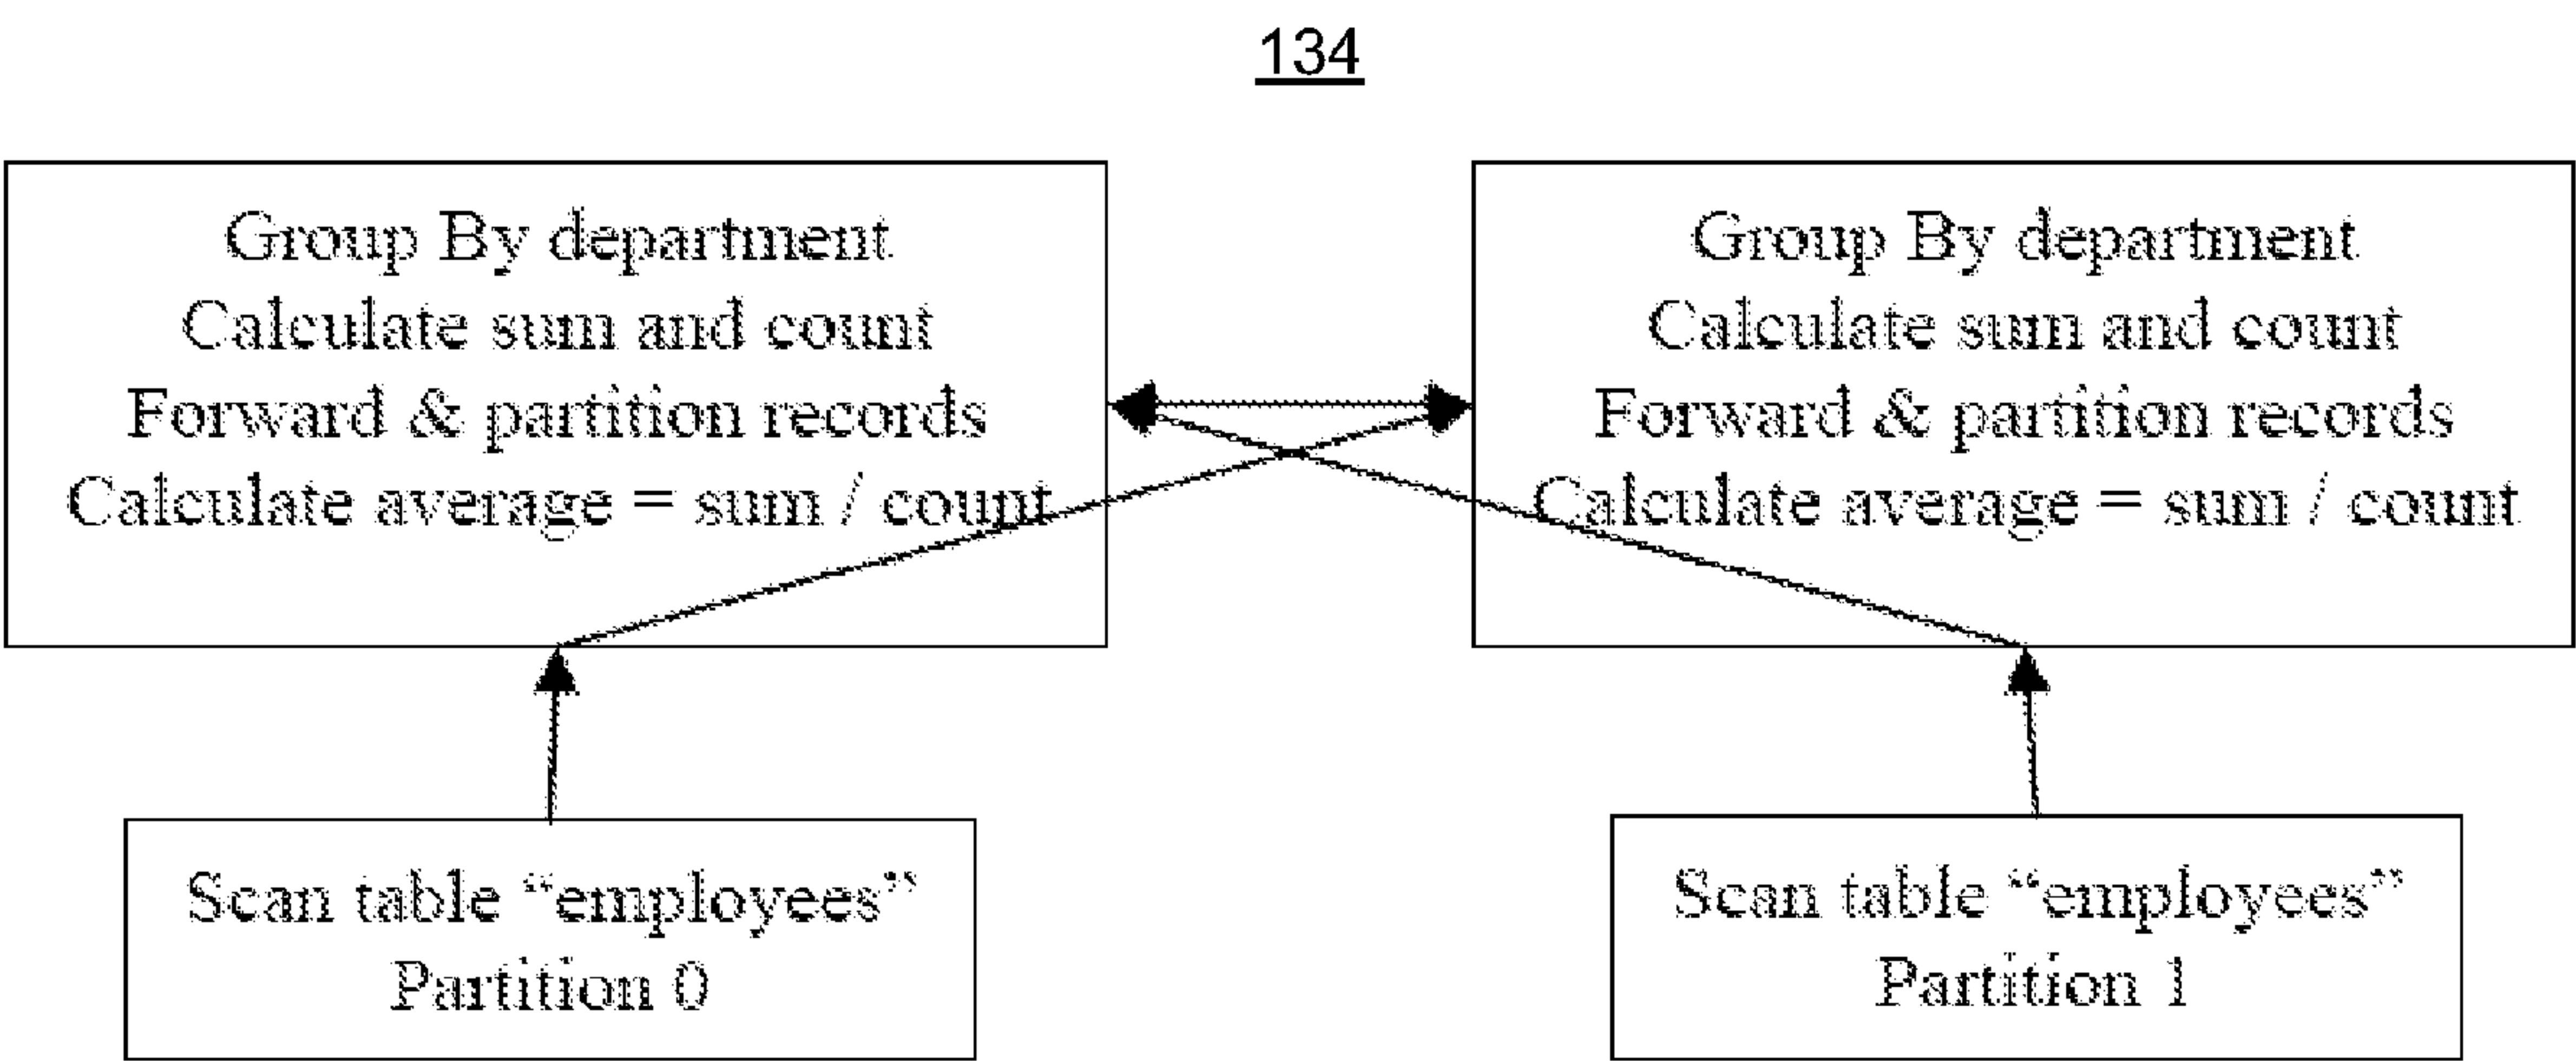 134
Group By department
Calculate sum and count
Forward & partition records
Calculate average = sum / count
Group By department
Calculate sum and count
Forward & partition records
Calculate average = sum / count
Scan table “employees”
Partition 0
Scan table “employees”
Partition 1